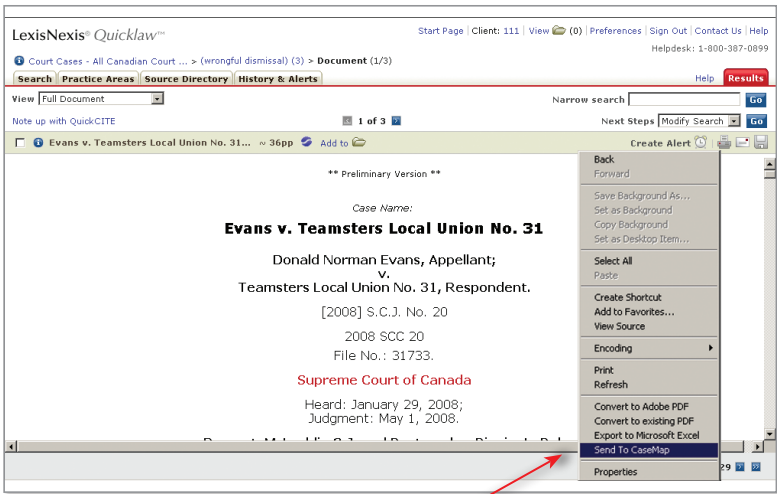 LexisNexis® Quicklaw™
Start Page | Client: 111 | View (0) | Preferences | Sign Out | Contact Us | Help
Helpdesk: 1-800-387-0899
Court Cases - All Canadian Court ... > (wrongful dismissal) (3) > Document (1/3)
Search Practice Areas Source Directory History & Alerts
Help Results
View Full Document
Narrow search Go
Note up with QuickCITE
1 of 3
Next Steps Modify Search Go
Evans v. Teamsters Local Union No. 31... ~ 36pp Add to
Create Alert
** Preliminary Version **
Case Name:
Evans v. Teamsters Local Union No. 31
Donald Norman Evans, Appellant;
v.
Teamsters Local Union No. 31, Respondent.
[2008] S.C.J. No. 20
2008 SCC 20
File No.: 31733.
Supreme Court of Canada
Heard: January 29, 2008;
Judgment: May 1, 2008.
Back
Forward
Save Background As...
Set as Background
Copy Background
Set as Desktop Item...
Select All
Paste
Create Shortcut
Add to Favorites...
View Source
Encoding
Print
Refresh
Convert to Adobe PDF
Convert to existing PDF
Export to Microsoft Excel
Send To CaseMap
Properties
29